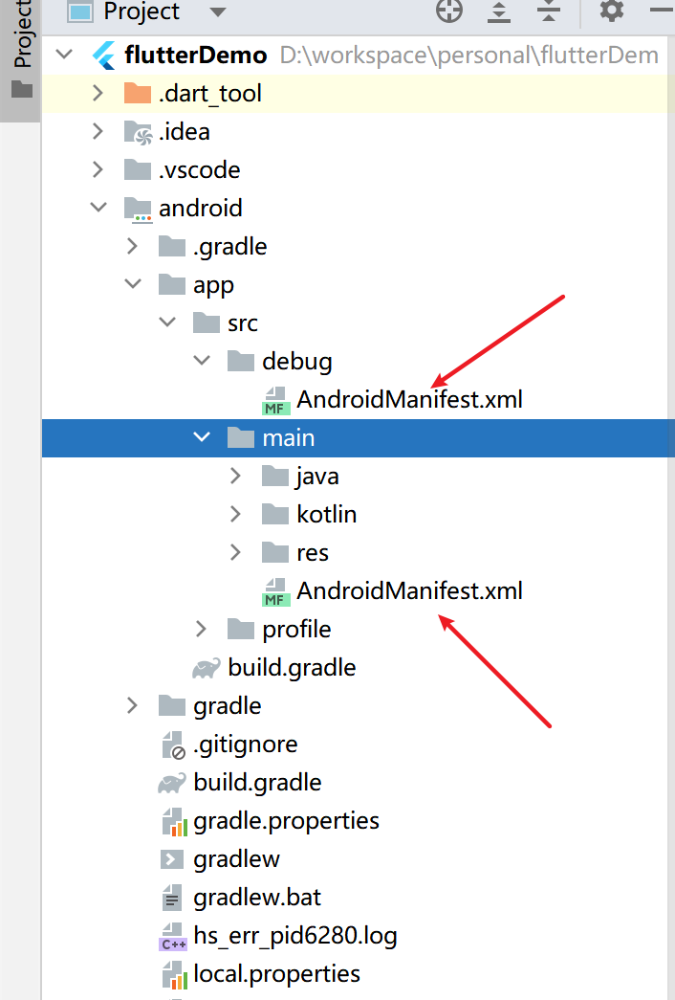 Project
Project
flutterDemo D:\workspace\personal\flutterDem
.dart_tool
.idea
.vscode
android
.gradle
app
src
debug
MF AndroidManifest.xml
main
java
kotlin
res
MF AndroidManifest.xml
profile
build.gradle
gradle
.gitignore
build.gradle
gradle.properties
gradlew
gradlew.bat
C++ hs_err_pid6280.log
local.properties